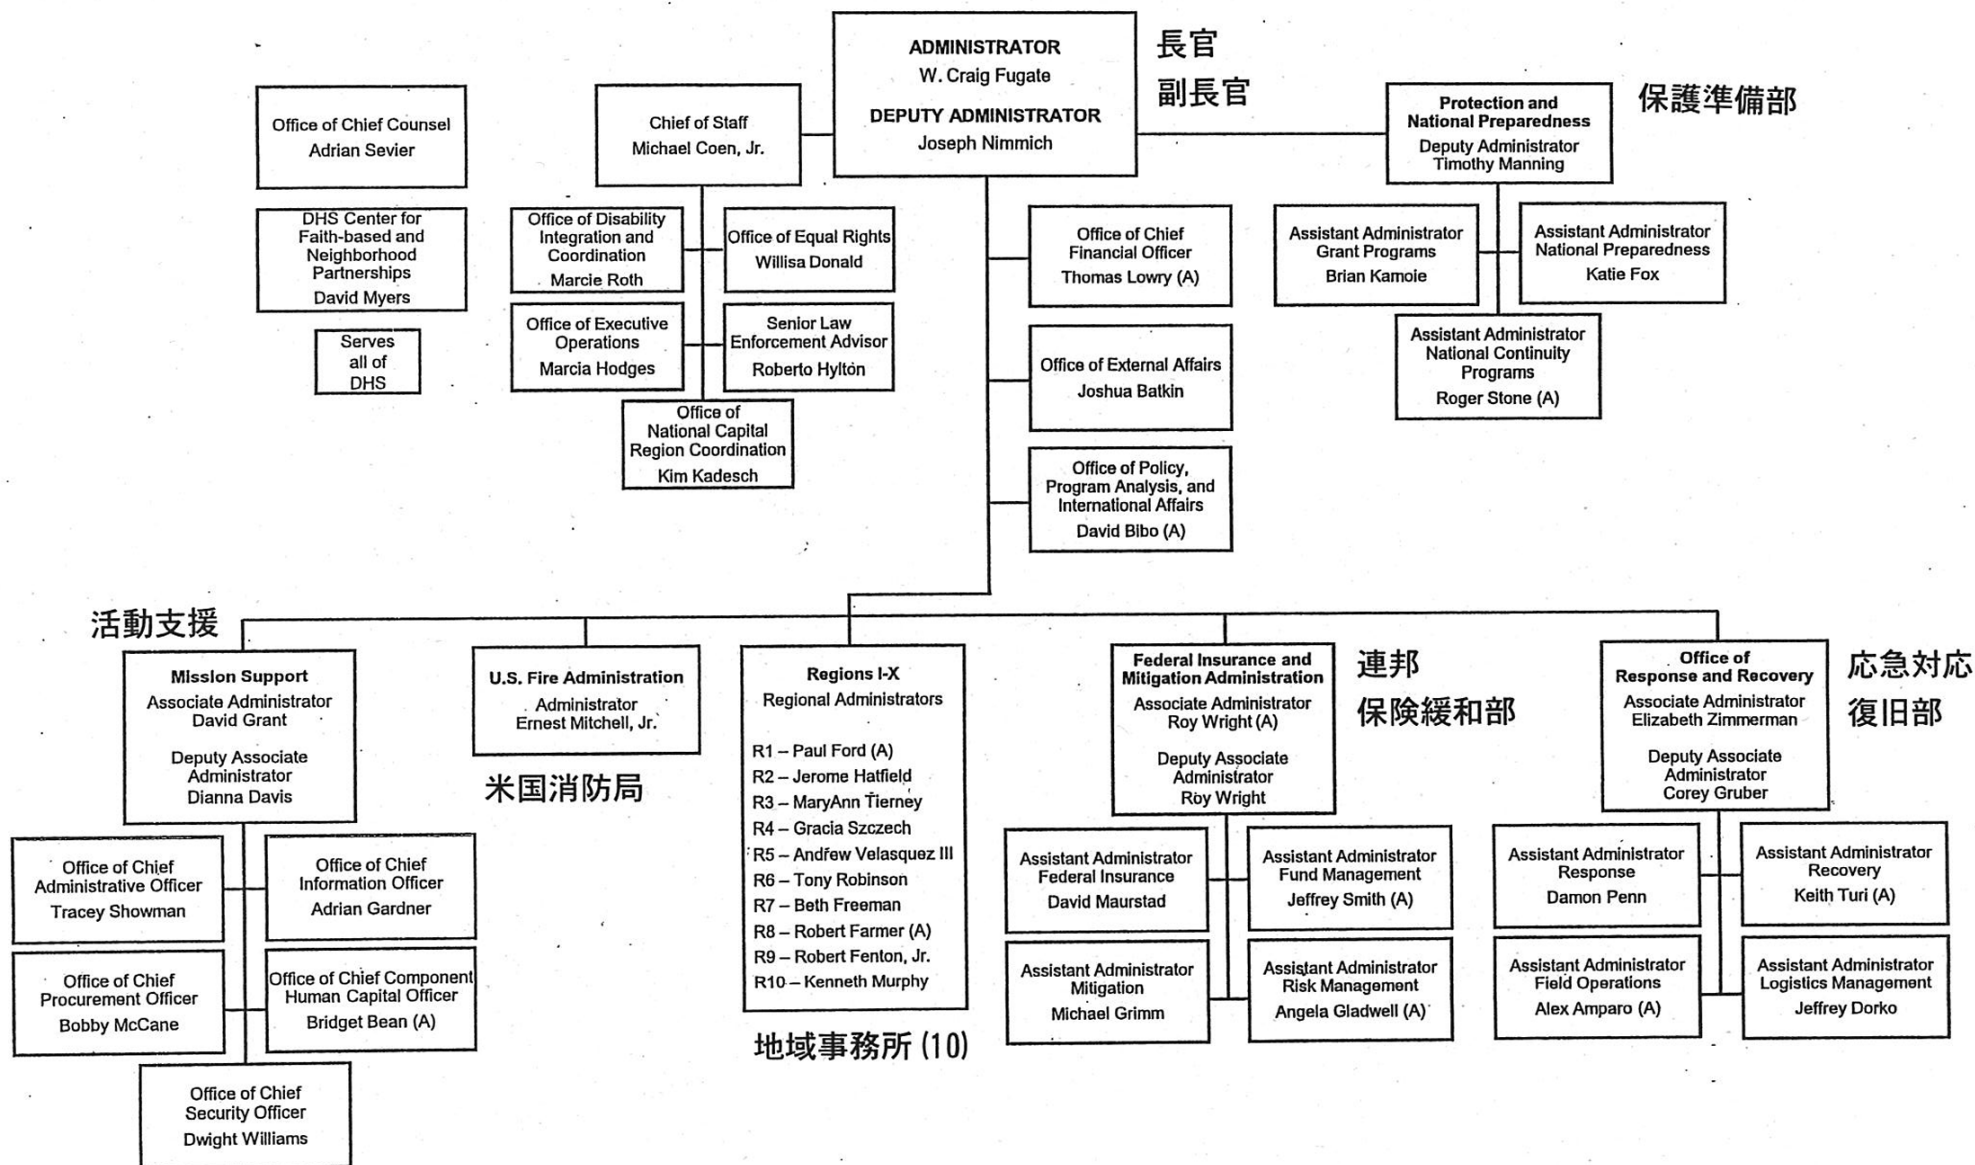 ADMINISTRATOR
W. Craig Fugate
DEPUTY ADMINISTRATOR
Joseph Nimmich
長官
副長官
Office of Chief Counsel
Adrian Sevier
DHS Center for
Faith-based and
Neighborhood
Partnerships
David Myers
Serves
all of
DHS
Chief of Staff
Michael Coen, Jr.
Office of Disability
Integration and
Coordination
Marcie Roth
Office of Equal Rights
Willisa Donald
Office of Executive
Operations
Marcia Hodges
Senior Law
Enforcement Advisor
Roberto Hylton
Office of
National Capital
Region Coordination
Kim Kadesch
Office of Chief
Financial Officer
Thomas Lowry (A)
Office of External Affairs
Joshua Batkin
Office of Policy,
Program Analysis, and
International Affairs
David Bibo (A)
Protection and
National Preparedness
Deputy Administrator
Timothy Manning
保護準備部
Assistant Administrator
Grant Programs
Brian Kamoie
Assistant Administrator
National Preparedness
Katie Fox
Assistant Administrator
National Continuity
Programs
Roger Stone (A)
活動支援
Mission Support
Associate Administrator
David Grant
Deputy Associate
Administrator
Dianna Davis
Office of Chief
Administrative Officer
Tracey Showman
Office of Chief
Information Officer
Adrian Gardner
Office of Chief
Procurement Officer
Bobby McCane
Office of Chief Component
Human Capital Officer
Bridget Bean (A)
Office of Chief
Security Officer
Dwight Williams
U.S. Fire Administration
Administrator
Ernest Mitchell, Jr.
米国消防局
Regions I-X
Regional Administrators
R1 – Paul Ford (A)
R2 – Jerome Hatfield
R3 – MaryAnn Tierney
R4 – Gracia Szczech
R5 – Andrew Velasquez III
R6 – Tony Robinson
R7 – Beth Freeman
R8 – Robert Farmer (A)
R9 – Robert Fenton, Jr.
R10 – Kenneth Murphy
地域事務所 (10)
Federal Insurance and
Mitigation Administration
Associate Administrator
Roy Wright (A)
Deputy Associate
Administrator
Roy Wright
連邦
保険緩和部
Assistant Administrator
Federal Insurance
David Maurstad
Assistant Administrator
Fund Management
Jeffrey Smith (A)
Assistant Administrator
Mitigation
Michael Grimm
Assistant Administrator
Risk Management
Angela Gladwell (A)
Office of
Response and Recovery
Associate Administrator
Elizabeth Zimmerman
Deputy Associate
Administrator
Corey Gruber
応急対応
復旧部
Assistant Administrator
Response
Damon Penn
Assistant Administrator
Recovery
Keith Turi (A)
Assistant Administrator
Field Operations
Alex Amparo (A)
Assistant Administrator
Logistics Management
Jeffrey Dorko